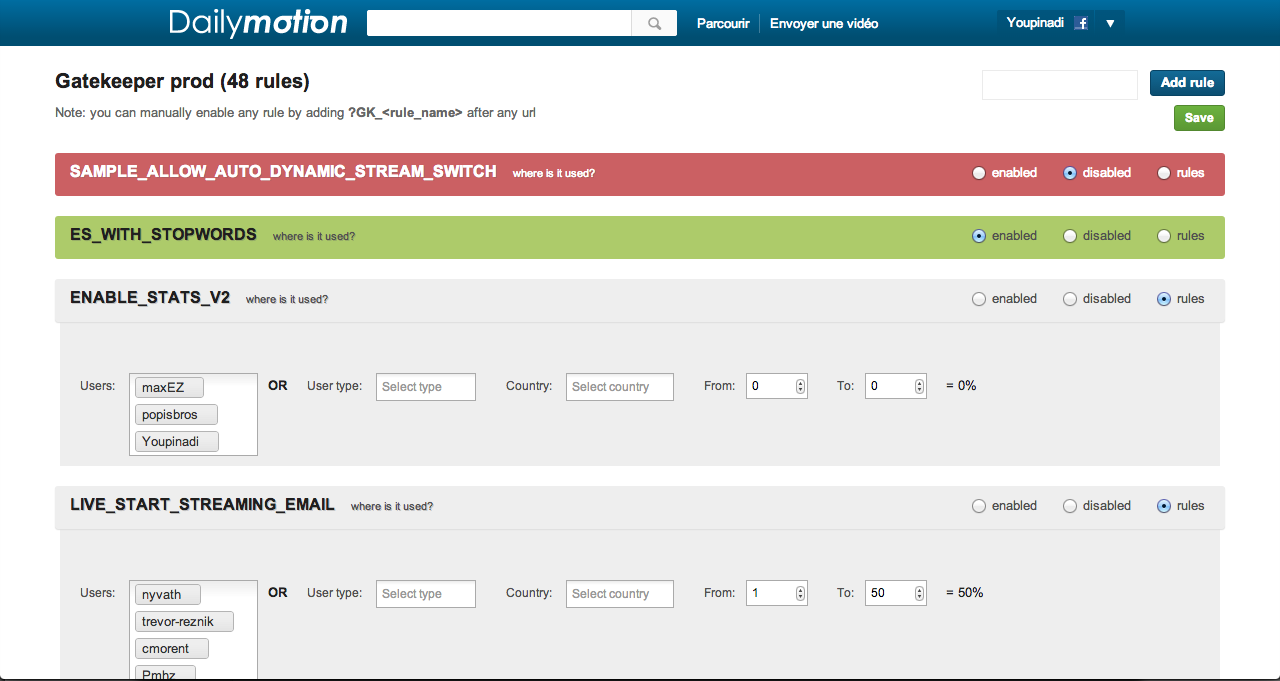 Dailymotion Parcourir Envoyer une vidéo Youpinadi f ▼
Gatekeeper prod (48 rules) Add rule
Note: you can manually enable any rule by adding ?GK_<rule_name> after any url
Save
SAMPLE_ALLOW_AUTO_DYNAMIC_STREAM_SWITCH where is it used? enabled disabled rules
ES_WITH_STOPWORDS where is it used? enabled disabled rules
ENABLE_STATS_V2 where is it used? enabled disabled rules
Users: maxEZ OR User type: Select type Country: Select country From: 0 To: 0 = 0%
popisbros
Youpinadi
LIVE_START_STREAMING_EMAIL where is it used? enabled disabled rules
Users: nyvath OR User type: Select type Country: Select country From: 1 To: 50 = 50%
trevor-reznik
cmorent
Pmhz